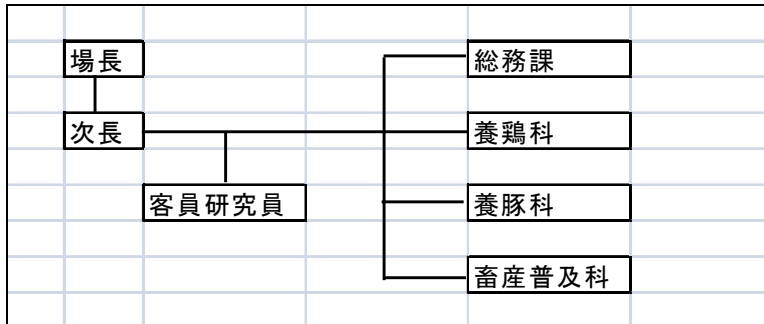 場長
総務課
次長
養鶏科
客員研究員
養豚科
畜産普及科